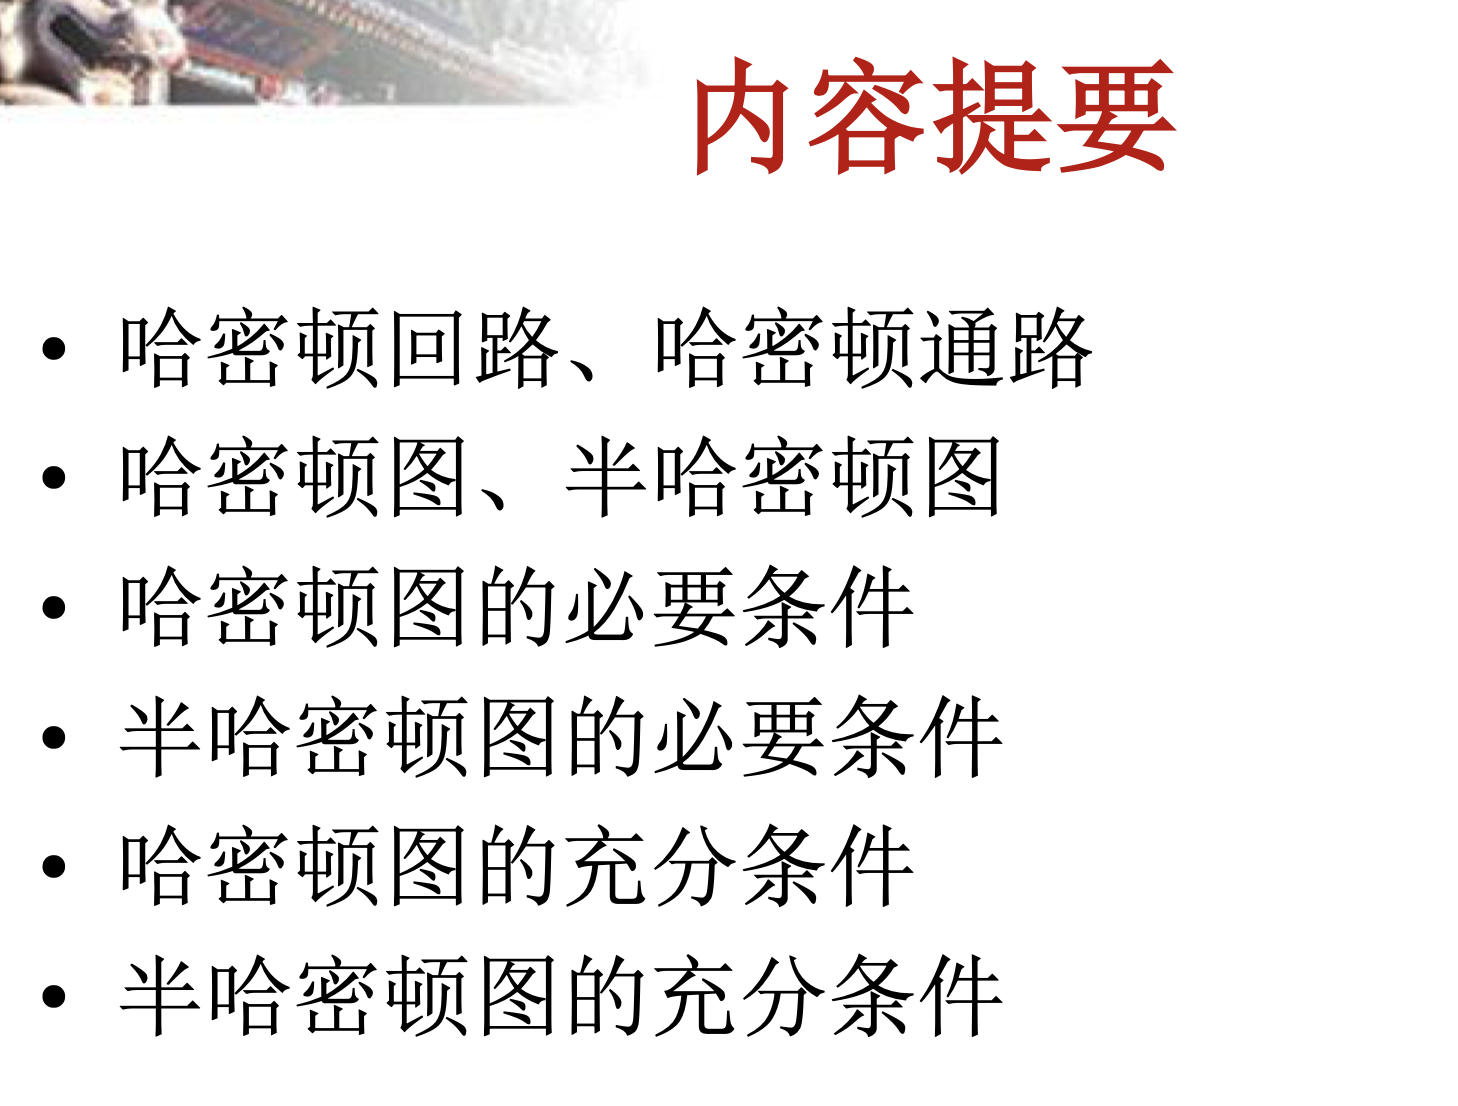 内容提要
• 哈密顿回路、哈密顿通路
• 哈密顿图、半哈密顿图
• 哈密顿图的必要条件
• 半哈密顿图的必要条件
• 哈密顿图的充分条件
• 半哈密顿图的充分条件